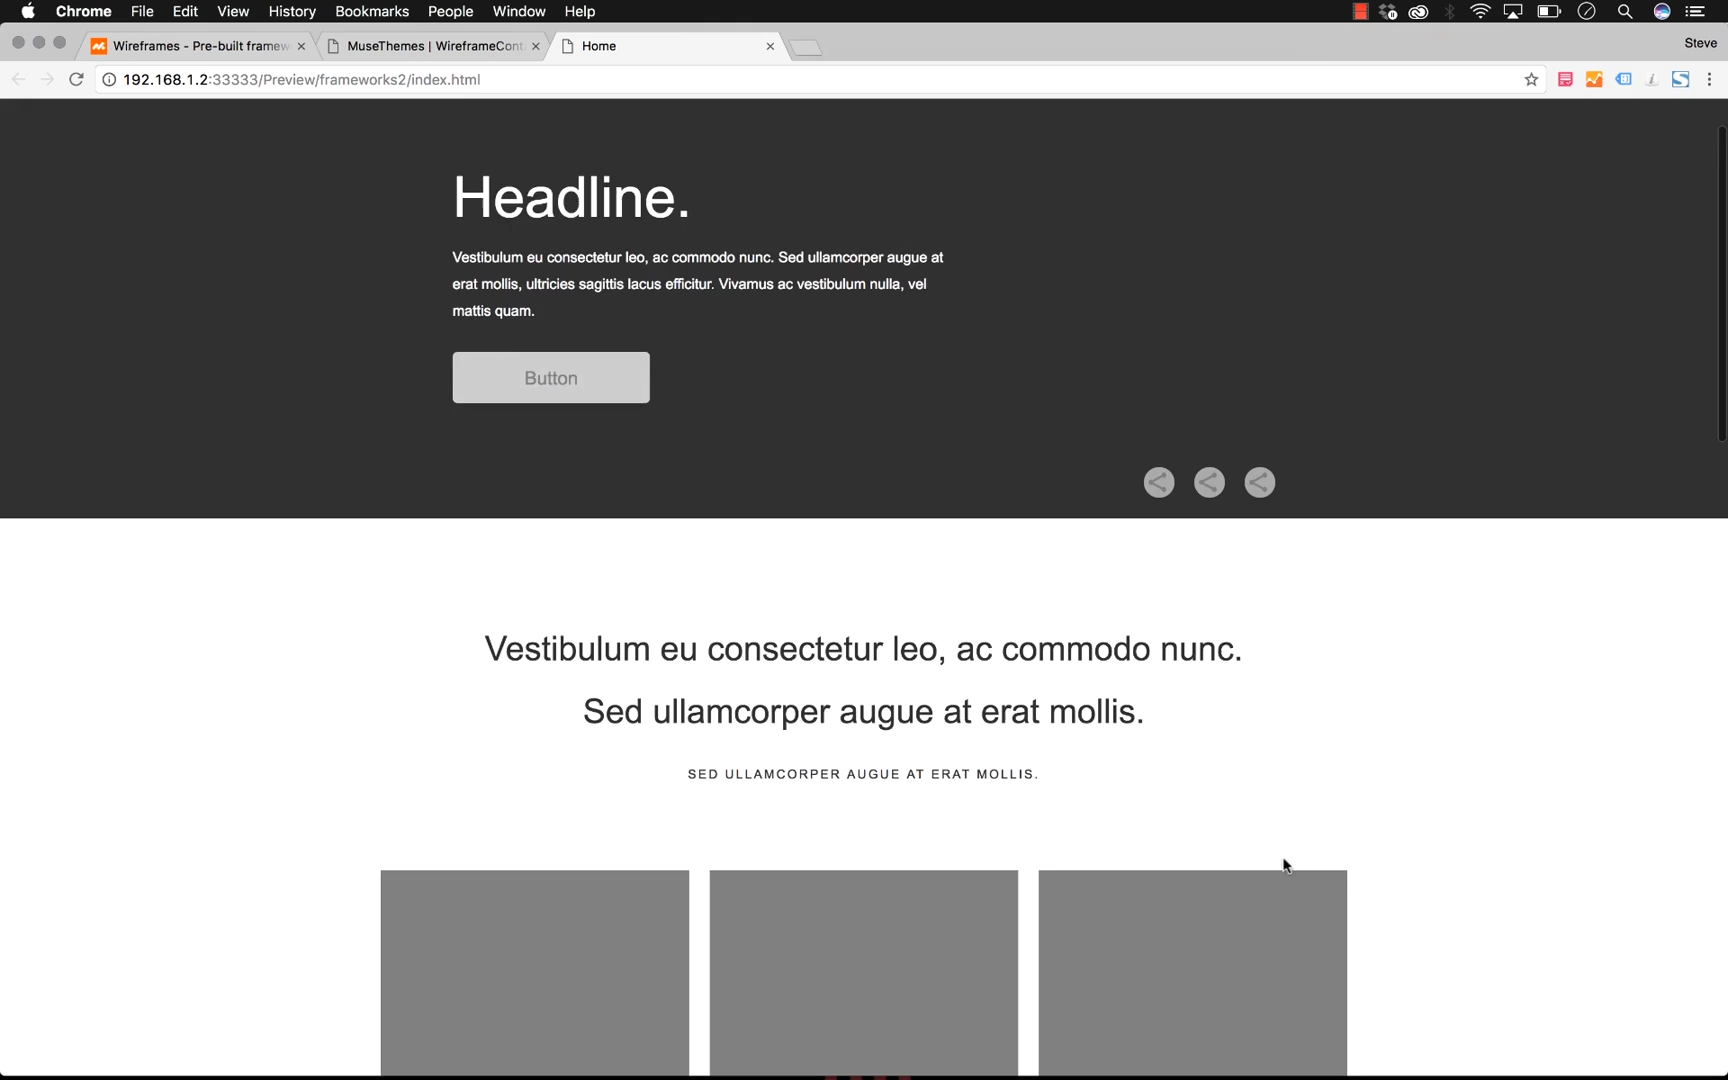 Chrome File Edit View History Bookmarks People Window Help
Wireframes - Pre-built framew
MuseThemes | WireframeCont
Home
Steve
192.168.1.2:33333/Preview/frameworks2/index.html
Headline.
Vestibulum eu consectetur leo, ac commodo nunc. Sed ullamcorper augue at
erat mollis, ultricies sagittis lacus efficitur. Vivamus ac vestibulum nulla, vel
mattis quam.
Button
Vestibulum eu consectetur leo, ac commodo nunc.
Sed ullamcorper augue at erat mollis.
SED ULLAMCORPER AUGUE AT ERAT MOLLIS.